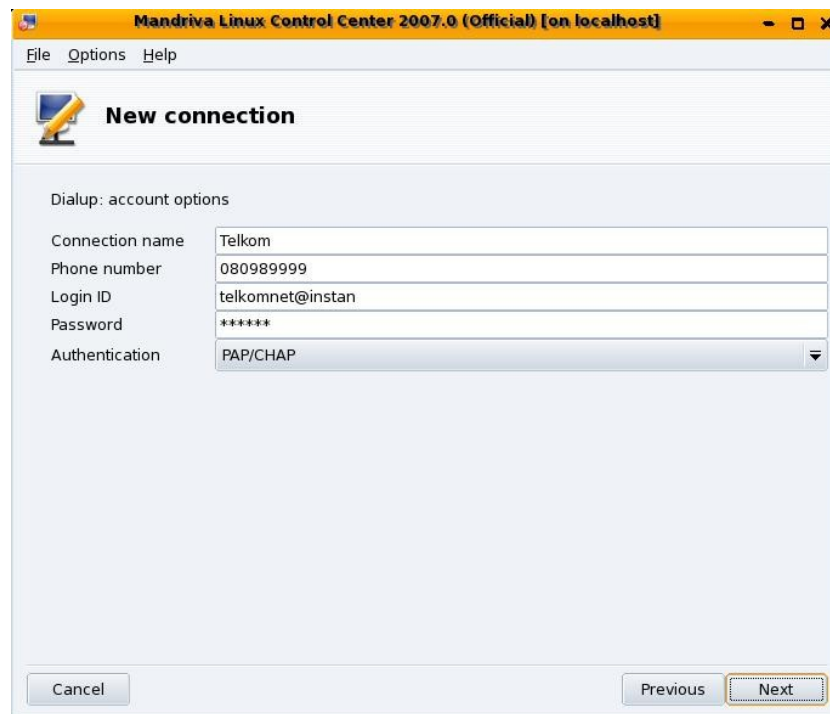 Mandriva Linux Control Center 2007.0 (Official) [on localhost]
File Options Help
New connection
Dialup: account options
Connection name Telkom
Phone number 080989999
Login ID telkomnet@instan
Password ******
Authentication PAP/CHAP
Cancel Previous Next